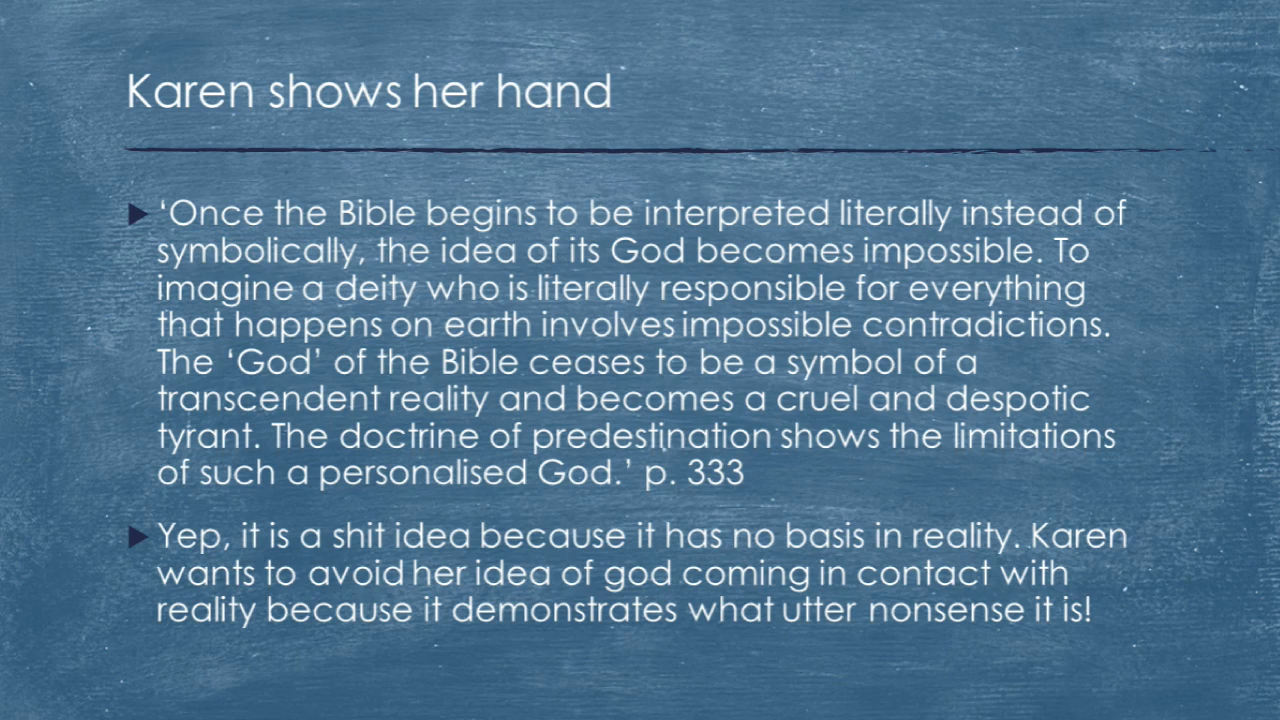 Karen shows her hand
‘Once the Bible begins to be interpreted literally instead of
symbolically, the idea of its God becomes impossible. To
imagine a deity who is literally responsible for everything
that happens on earth involves impossible contradictions.
The ‘God’ of the Bible ceases to be a symbol of a
transcendent reality and becomes a cruel and despotic
tyrant. The doctrine of predestination shows the limitations
of such a personalised God.’ p. 333
Yep, it is a shit idea because it has no basis in reality. Karen
wants to avoid her idea of god coming in contact with
reality because it demonstrates what utter nonsense it is!